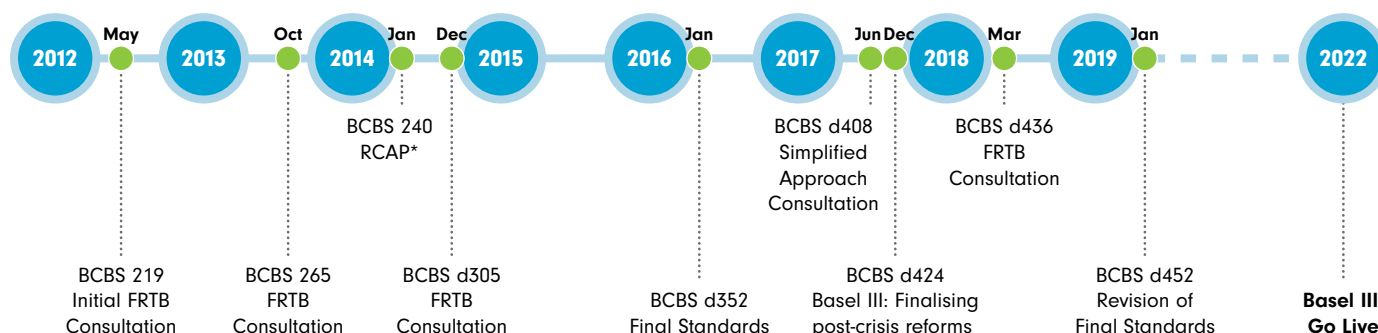 May
Oct
Jan
Dec
Jan
Jun
Dec
Mar
Jan
2012
2013
2014
2015
2016
2017
2018
2019
2022
BCBS 240
RCAP*
BCBS d408
Simplified
Approach
Consultation
BCBS d436
FRTB
Consultation
BCBS 219
Initial FRTB
Consultation
BCBS 265
FRTB
Consultation
BCBS d305
FRTB
Consultation
BCBS d352
Final Standards
BCBS d424
Basel III: Finalising
post-crisis reforms
BCBS d452
Revision of
Final Standards
Basel III
Go Live